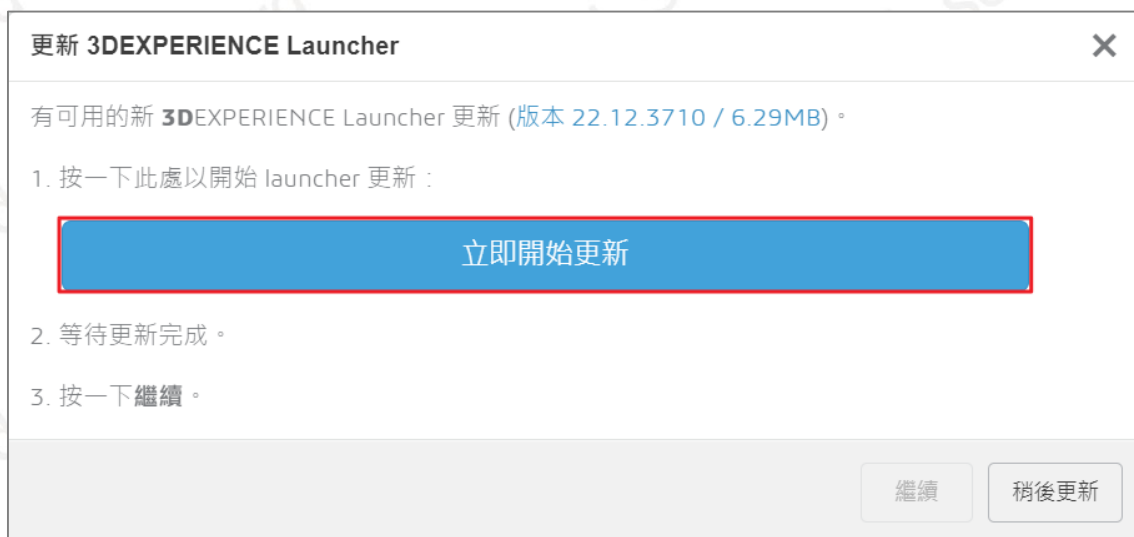 更新 3DEXPERIENCE Launcher
有可用的新 3DEXPERIENCE Launcher 更新 (版本 22.12.3710 / 6.29MB)。
1. 按一下此處以開始 launcher 更新：
立即開始更新
2. 等待更新完成。
3. 按一下繼續。
繼續 稍後更新